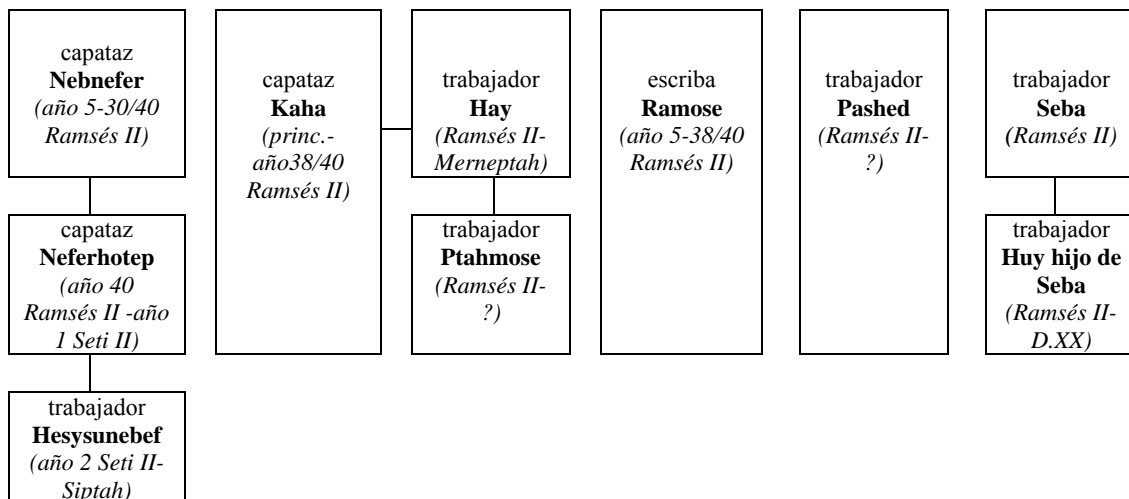 capataz
Nebnefer
(año 5-30/40
Ramsés II)
capataz
Neferhotep
(año 40
Ramsés II -año
1 Seti II)
trabajador
Hesysunebef
(año 2 Seti II-
Siptah)
capataz
Kaha
(princ.-
año38/40
Ramsés II)
trabajador
Hay
(Ramsés II-
Merneptah)
trabajador
Ptahmose
(Ramsés II-
?)
escriba
Ramose
(año 5-38/40
Ramsés II)
trabajador
Pashed
(Ramsés II-
?)
trabajador
Seba
(Ramsés II)
trabajador
Huy hijo de
Seba
(Ramsés II-
D.XX)